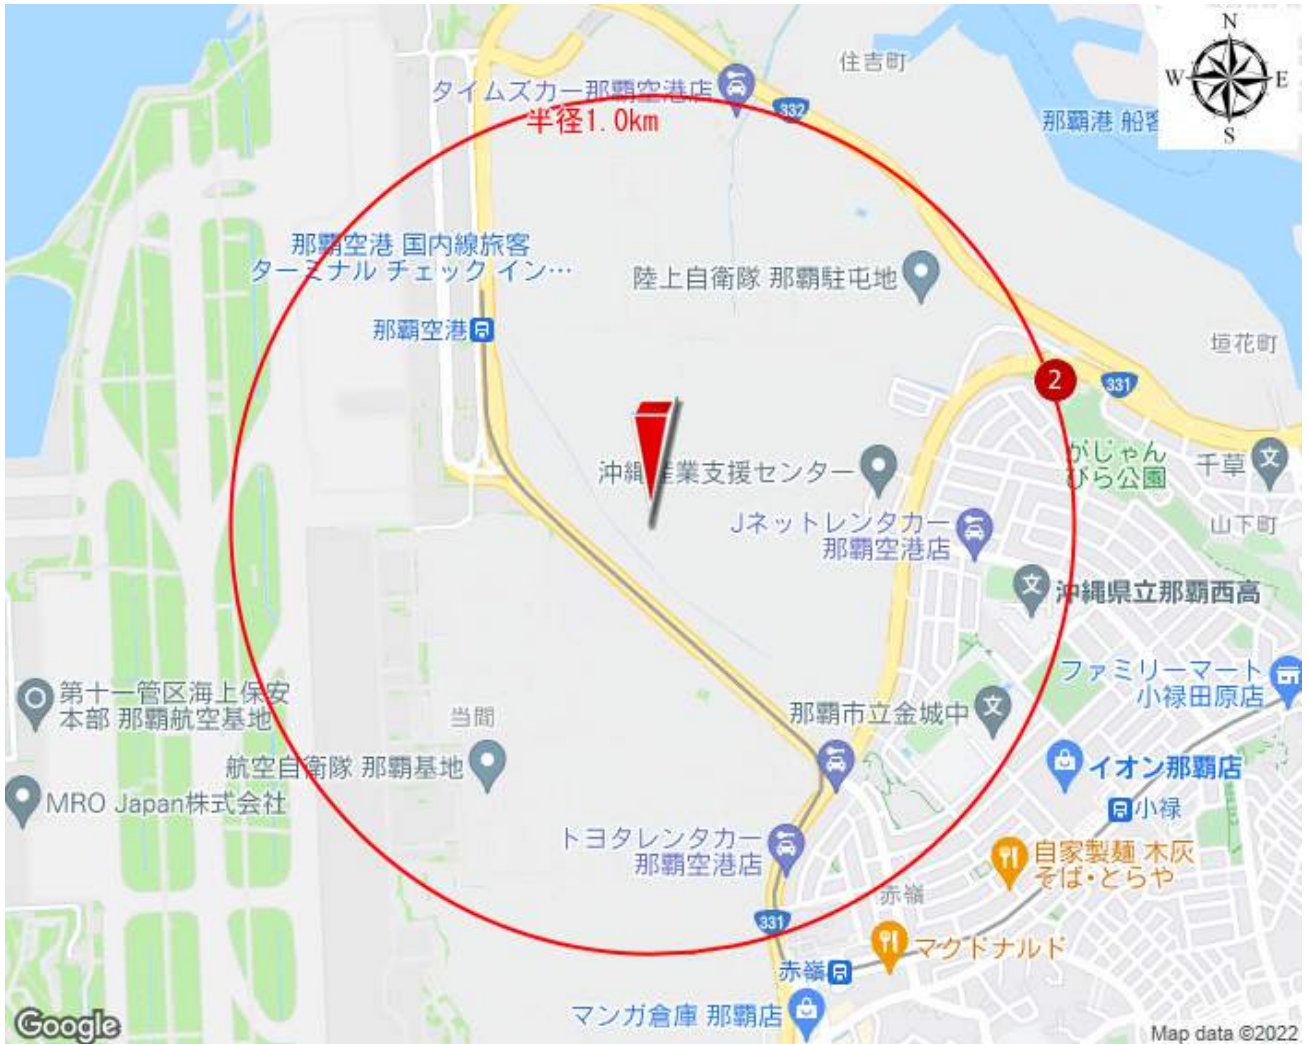 N
W
E
S
住吉町
タイムズカー那覇空港店
332
半径1.0km
那覇港 船客
那覇空港 国内線旅客
ターミナル チェック イン…
陸上自衛隊 那覇駐屯地
那覇空港
垣花町
2
331
がじゃん
びら公園
千草
文
沖縄産業支援センター
Jネットレンタカー
那覇空港店
山下町
文
沖縄県立那覇西高
ファミリーマート
小禄田原店
第十一管区海上保安
本部 那覇航空基地
当間
那覇市立金城中
文
航空自衛隊 那覇基地
イオン那覇店
MRO Japan株式会社
小禄
トヨタレンタカー
那覇空港店
自家製麺 木灰
そば・とらや
赤嶺
331
マクドナルド
赤嶺
マンガ倉庫 那覇店
Google
Map data ©2022